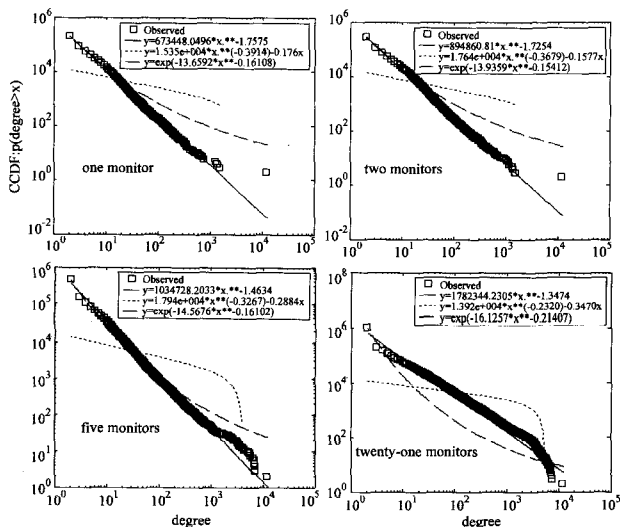 CCDF:p(degree>x)
10^6
10^4
10^2
10^0
10^-2
Observed
y=673448.0496*x.**-1.7575
y=1.535e+004*x.**(-0.3914)-0.176x
y=exp(-13.6592*x**-0.16108)
one monitor
10^0 10^1 10^2 10^3 10^4 10^5
degree
10^6
10^4
10^2
10^0
10^-2
Observed
y=894860.81*x.**-1.7254
y=1.764e+004*x.**(-0.3679)-0.1577x
y=exp(-13.9359*x**-0.15412)
two monitors
10^0 10^1 10^2 10^3 10^4 10^5
degree
10^6
10^5
10^4
10^3
10^2
10^1
10^0
Observed
y=1034728.2033*x.**-1.4634
y=1.794e+004*x**(-0.3267)-0.2884x
y=exp(-14.5676*x**-0.16102)
five monitors
10^0 10^1 10^2 10^3 10^4 10^5
degree
10^8
10^6
10^4
10^2
10^0
Observed
y=1782344.2305*x.**-1.3474
y=1.392e+004*x**(-0.2320)-0.3470x
y=exp(-16.1257*x**-0.21407)
twenty-one monitors
10^0 10^1 10^2 10^3 10^4 10^5
degree